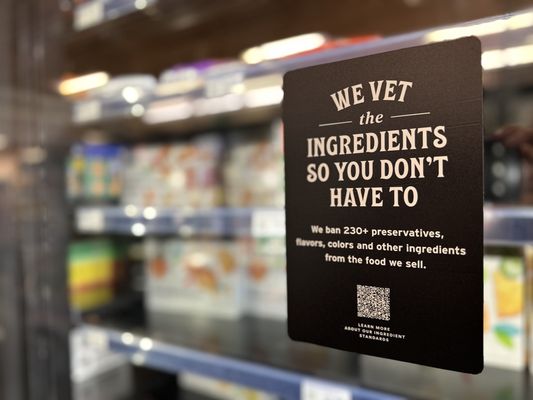 WE VET
the
INGREDIENTS
SO YOU DON'T
HAVE TO
We ban 230+ preservatives,
flavors, colors and other ingredients
from the food we sell.
LEARN MORE
ABOUT OUR INGREDIENT
STANDARDS